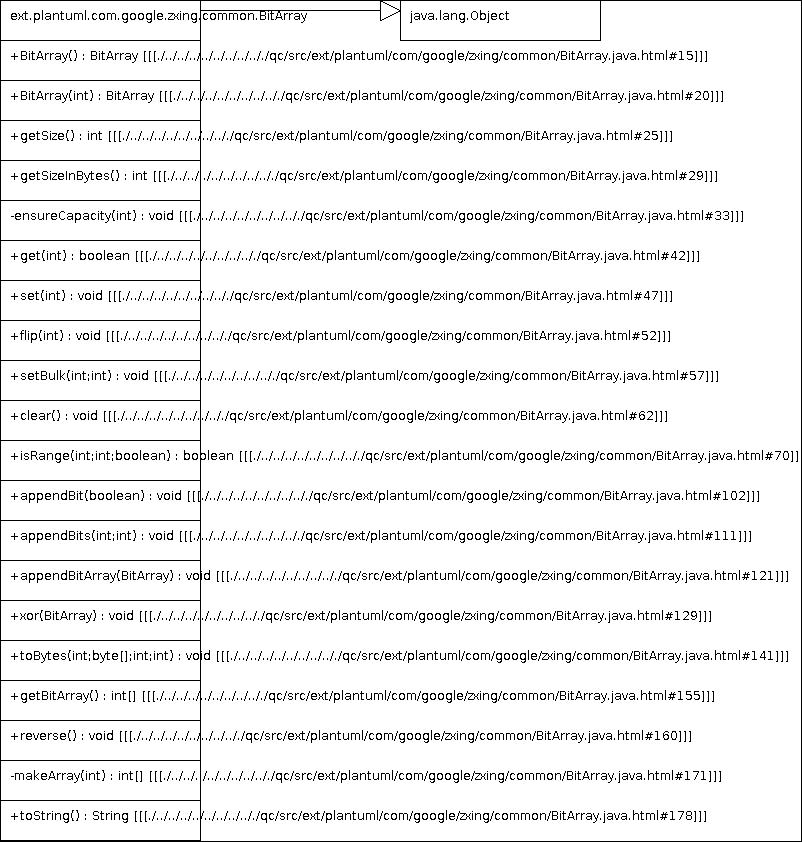 ext.plantuml.com.google.zxing.common.BitArray
java.lang.Object
+BitArray() : BitArray [[[./../../../../../../../../../qc/src/ext/plantuml/com/google/zxing/common/BitArray.java.html#15]]]
+BitArray(int) : BitArray [[[./../../../../../../../../../qc/src/ext/plantuml/com/google/zxing/common/BitArray.java.html#20]]]
+getSize() : int [[[./../../../../../../../../../qc/src/ext/plantuml/com/google/zxing/common/BitArray.java.html#25]]]
+getSizeInBytes() : int [[[./../../../../../../../../../qc/src/ext/plantuml/com/google/zxing/common/BitArray.java.html#29]]]
-ensureCapacity(int) : void [[[./../../../../../../../../../qc/src/ext/plantuml/com/google/zxing/common/BitArray.java.html#33]]]
+get(int) : boolean [[[./../../../../../../../../../qc/src/ext/plantuml/com/google/zxing/common/BitArray.java.html#42]]]
+set(int) : void [[[./../../../../../../../../../qc/src/ext/plantuml/com/google/zxing/common/BitArray.java.html#47]]]
+flip(int) : void [[[./../../../../../../../../../qc/src/ext/plantuml/com/google/zxing/common/BitArray.java.html#52]]]
+setBulk(int;int) : void [[[./../../../../../../../../../qc/src/ext/plantuml/com/google/zxing/common/BitArray.java.html#57]]]
+clear() : void [[[./../../../../../../../../../qc/src/ext/plantuml/com/google/zxing/common/BitArray.java.html#62]]]
+isRange(int;int;boolean) : boolean [[[./../../../../../../../../../qc/src/ext/plantuml/com/google/zxing/common/BitArray.java.html#70]]
+appendBit(boolean) : void [[[./../../../../../../../../../qc/src/ext/plantuml/com/google/zxing/common/BitArray.java.html#102]]]
+appendBits(int;int) : void [[[./../../../../../../../../../qc/src/ext/plantuml/com/google/zxing/common/BitArray.java.html#111]]]
+appendBitArray(BitArray) : void [[[./../../../../../../../../../qc/src/ext/plantuml/com/google/zxing/common/BitArray.java.html#121]]]
+xor(BitArray) : void [[[./../../../../../../../../../qc/src/ext/plantuml/com/google/zxing/common/BitArray.java.html#129]]]
+toBytes(int;byte[];int;int) : void [[[./../../../../../../../../../qc/src/ext/plantuml/com/google/zxing/common/BitArray.java.html#141]]]
+getBitArray() : int[] [[[./../../../../../../../../../qc/src/ext/plantuml/com/google/zxing/common/BitArray.java.html#155]]]
+reverse() : void [[[./../../../../../../../../../qc/src/ext/plantuml/com/google/zxing/common/BitArray.java.html#160]]]
-makeArray(int) : int[] [[[./../../../../../../../../../qc/src/ext/plantuml/com/google/zxing/common/BitArray.java.html#171]]]
+toString() : String [[[./../../../../../../../../../qc/src/ext/plantuml/com/google/zxing/common/BitArray.java.html#178]]]